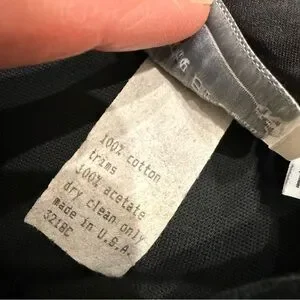 100% cotton
trims
100% acetate
dry clean only
made in U.S.A.
3218C